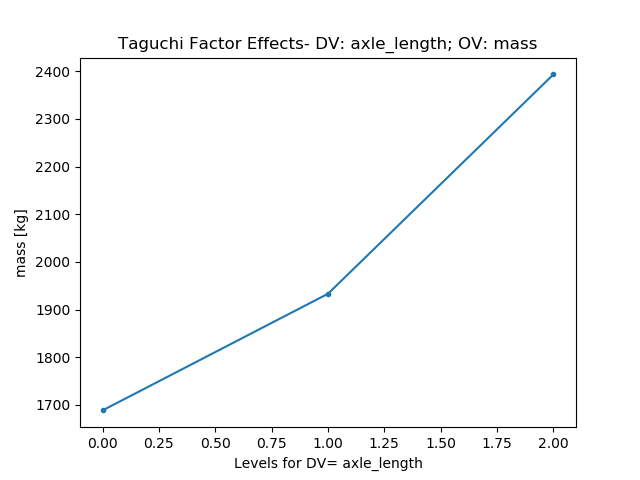 Taguchi Factor Effects- DV: axle_length; OV: mass
2400
2300
2200
2100
2000
1900
1800
1700
mass [kg]
0.00 0.25 0.50 0.75 1.00 1.25 1.50 1.75 2.00
Levels for DV= axle_length